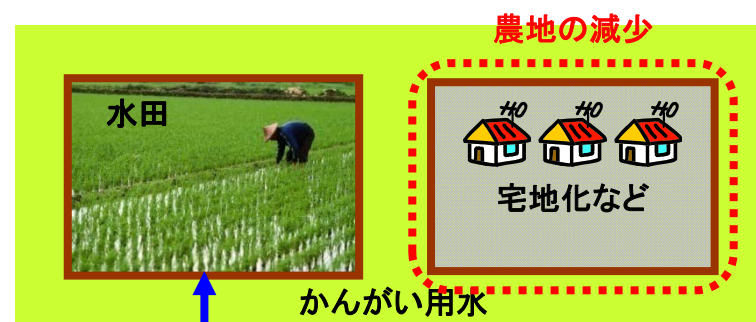 農地の減少
水田
宅地化など
かんがい用水